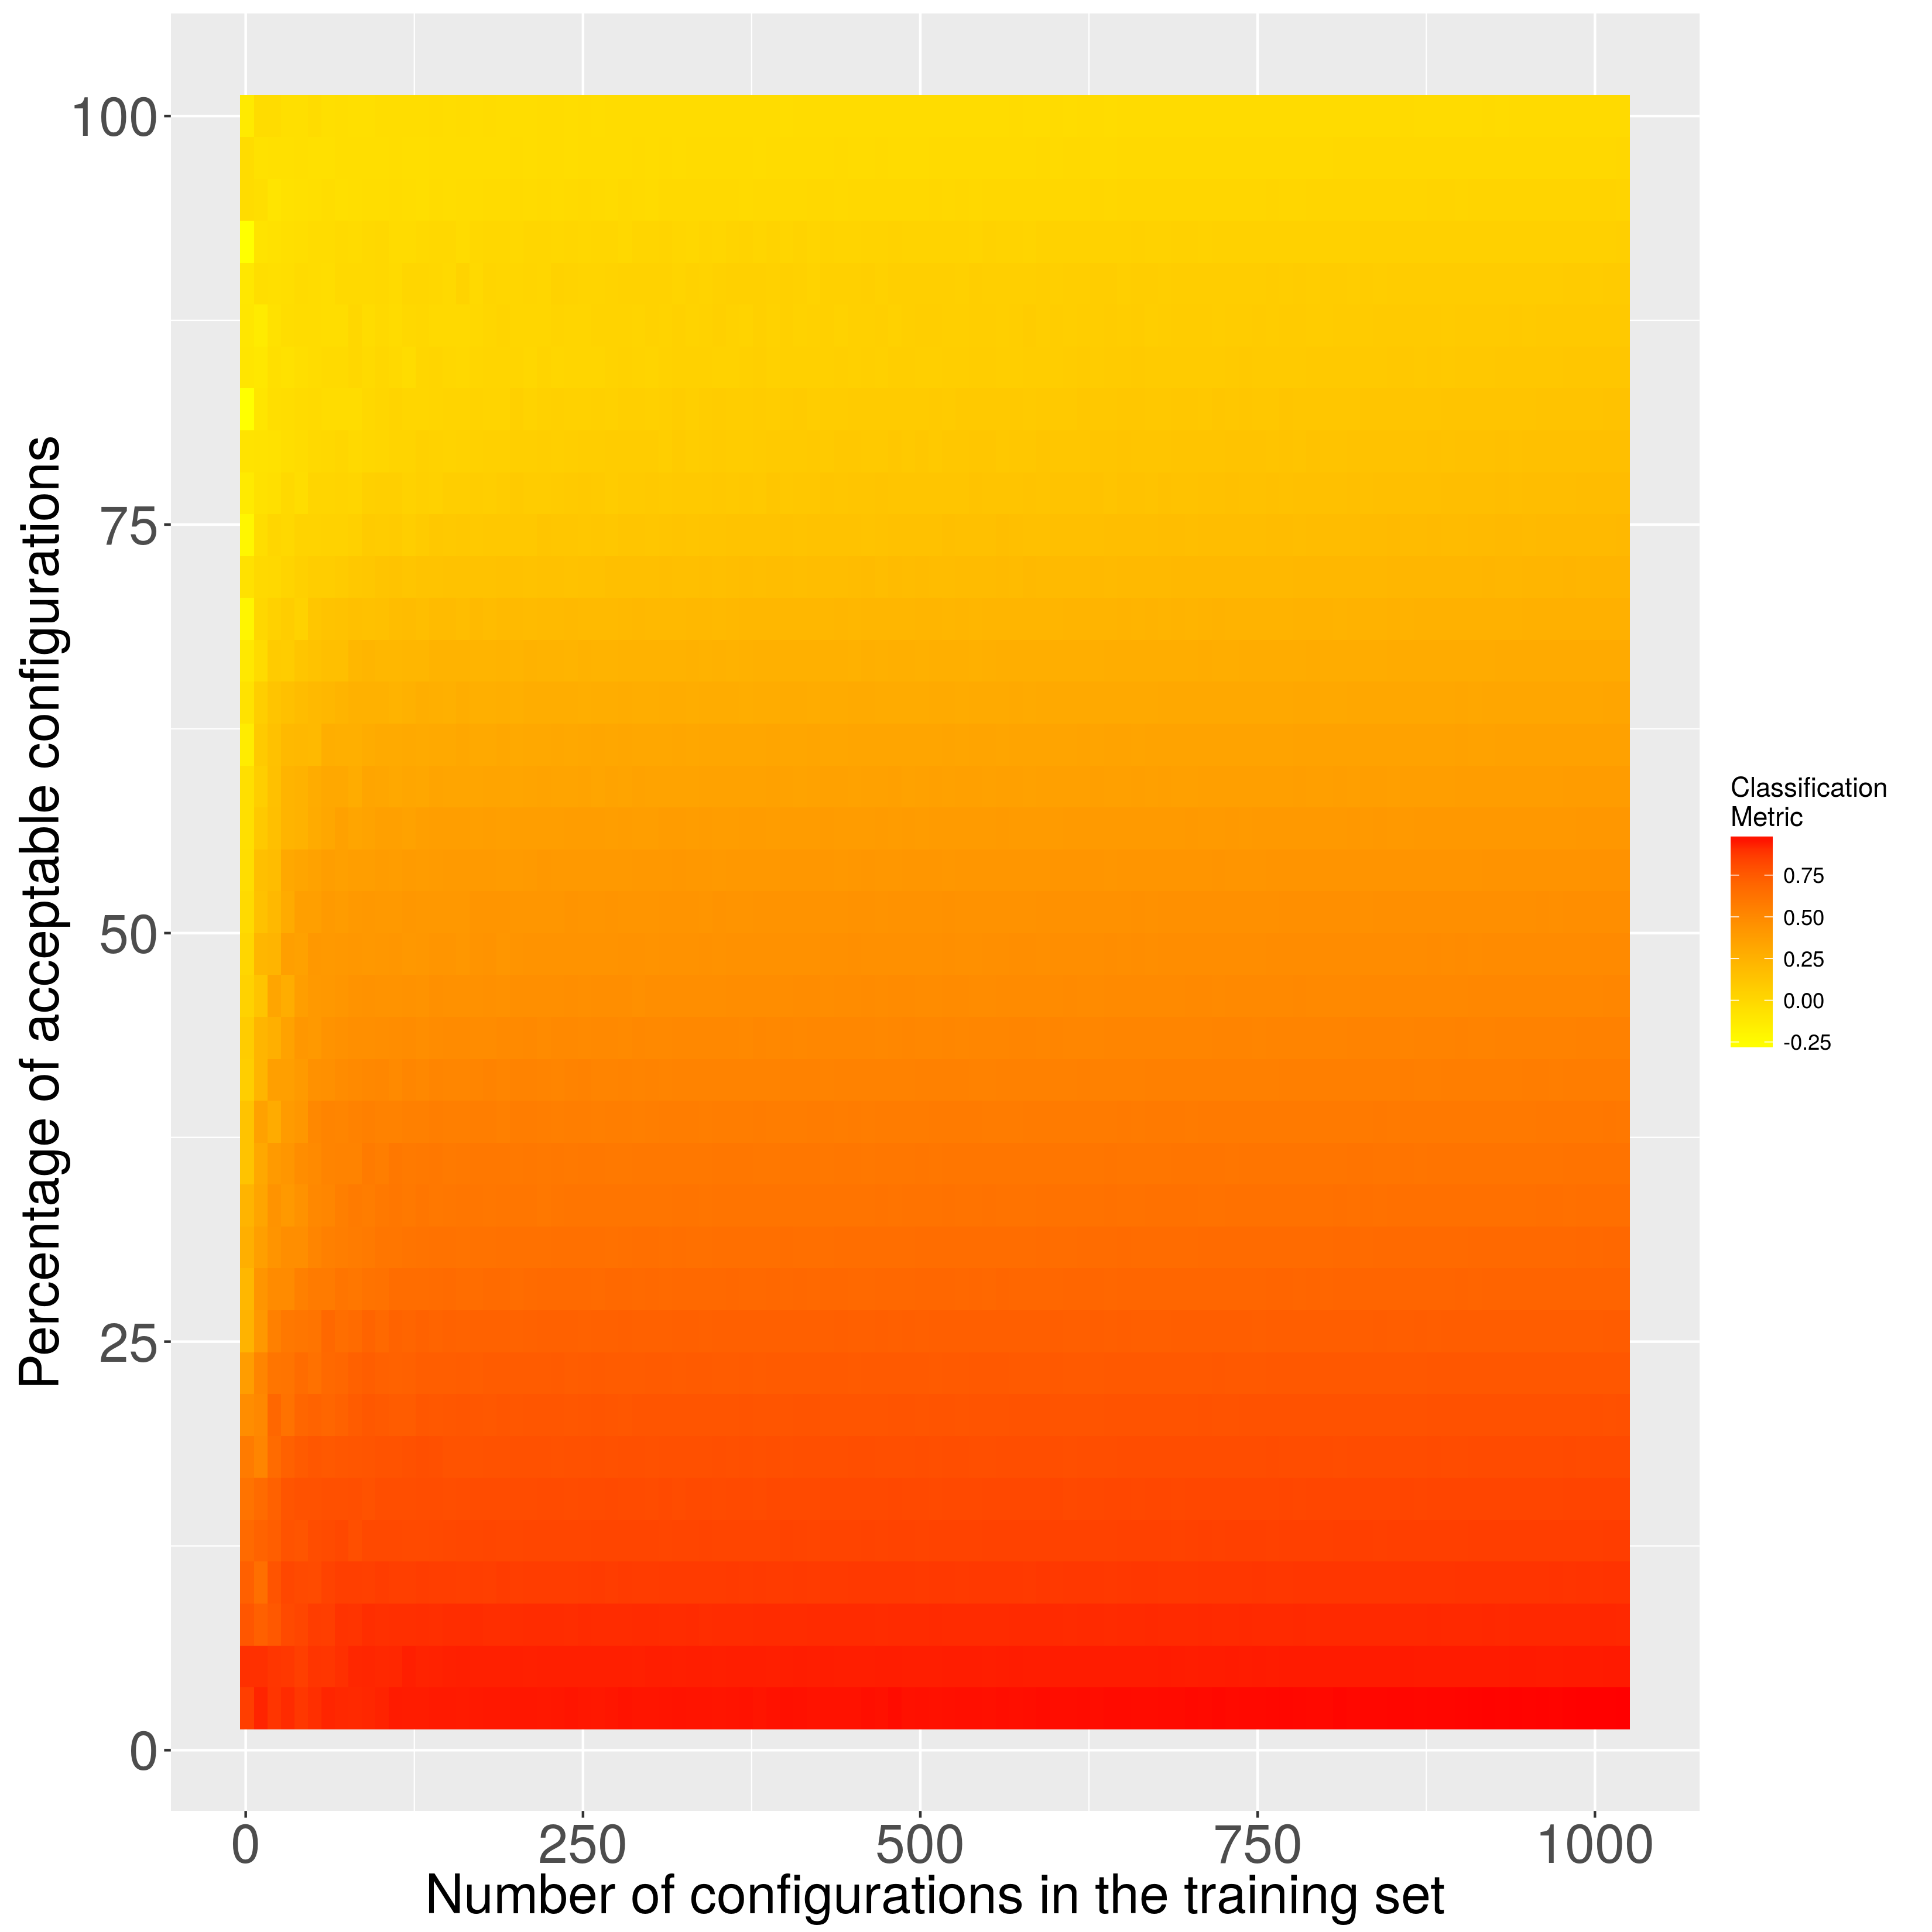 Percentage of acceptable configurations
100
75
50
25
0
0 250 500 750 1000
Number of configurations in the training set
Classification
Metric
0.75
0.50
0.25
0.00
-0.25